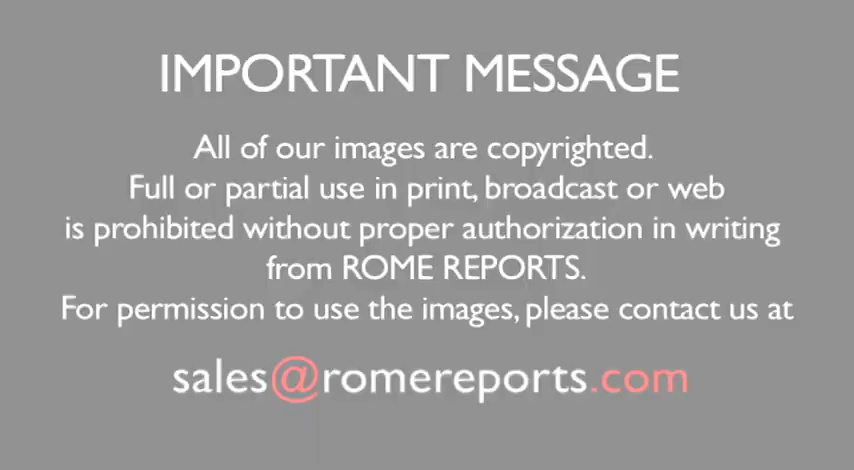 IMPORTANT MESSAGE
All of our images are copyrighted.
Full or partial use in print, broadcast or web
is prohibited without proper authorization in writing
from ROME REPORTS.
For permission to use the images, please contact us at
sales@romereports.com